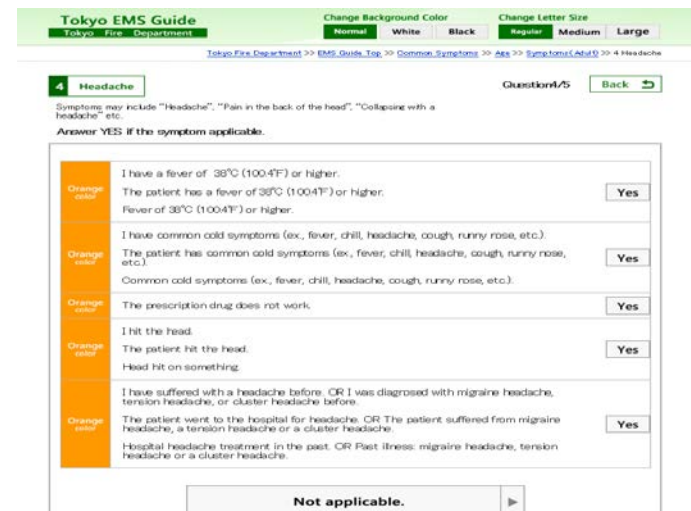 Tokyo EMS Guide
Tokyo Fire Department
Change Background Color
Normal White Black
Change Letter Size
Regular Medium Large
Tokyo Fire Department >> EMS Guide Top >> Common Symptoms >> Age >> Symptoms(Adult) >> 4 Headache
4 Headache
Question4/5
Back
Symptoms may include "Headache", "Pain in the back of the head", "Collapsing with a
headache" etc.
Answer YES if the symptom applicable.
Orange
color
I have a fever of 38°C (100.4°F) or higher.
The patient has a fever of 38°C (100.4°F) or higher.
Fever of 38°C (100.4°F) or higher.
Yes
Orange
color
I have common cold symptoms (ex., fever, chill, headache, cough, runny nose, etc.).
The patient has common cold symptoms (ex., fever, chill, headache, cough, runny nose,
etc.).
Common cold symptoms (ex., fever, chill, headache, cough, runny nose, etc.).
Yes
Orange
color
The prescription drug does not work.
Yes
Orange
color
I hit the head.
The patient hit the head.
Head hit on something.
Yes
Orange
color
I have suffered with a headache before. OR I was diagnosed with migraine headache,
tension headache, or cluster headache before.
The patient went to the hospital for headache. OR The patient suffered from migraine
headache, a tension headache or a cluster headache.
Hospital headache treatment in the past. OR Past illness: migraine headache, tension
headache or a cluster headache.
Yes
Not applicable.